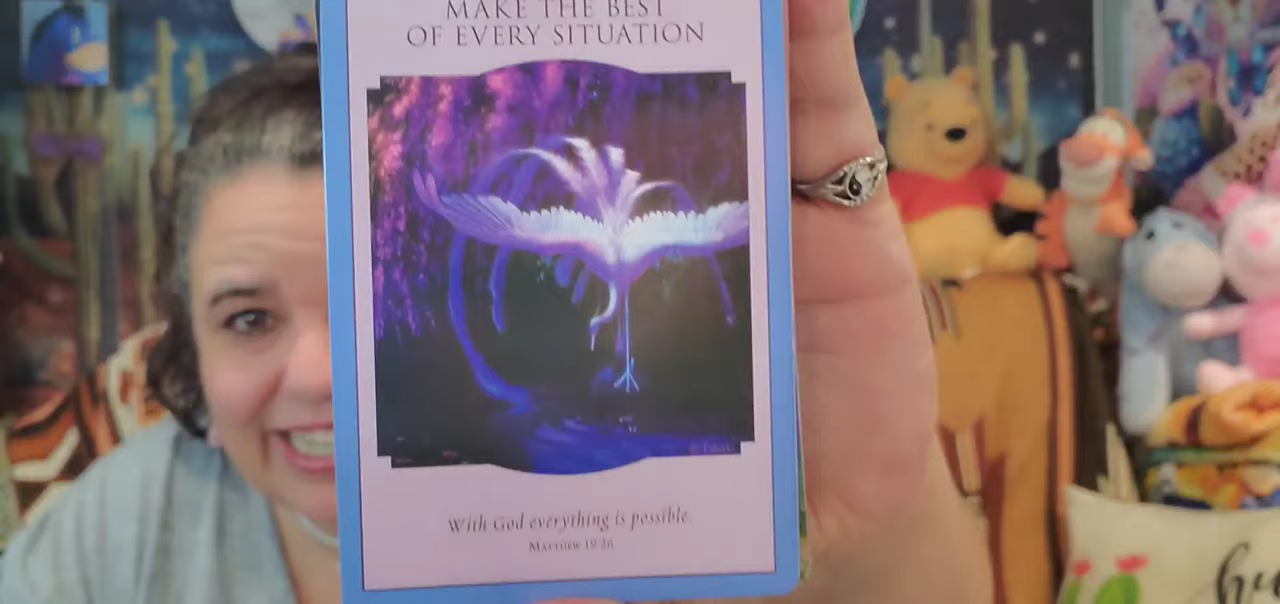 MAKE THE BEST
OF EVERY SITUATION
With God everything is possible.
MATTHEW 19:26